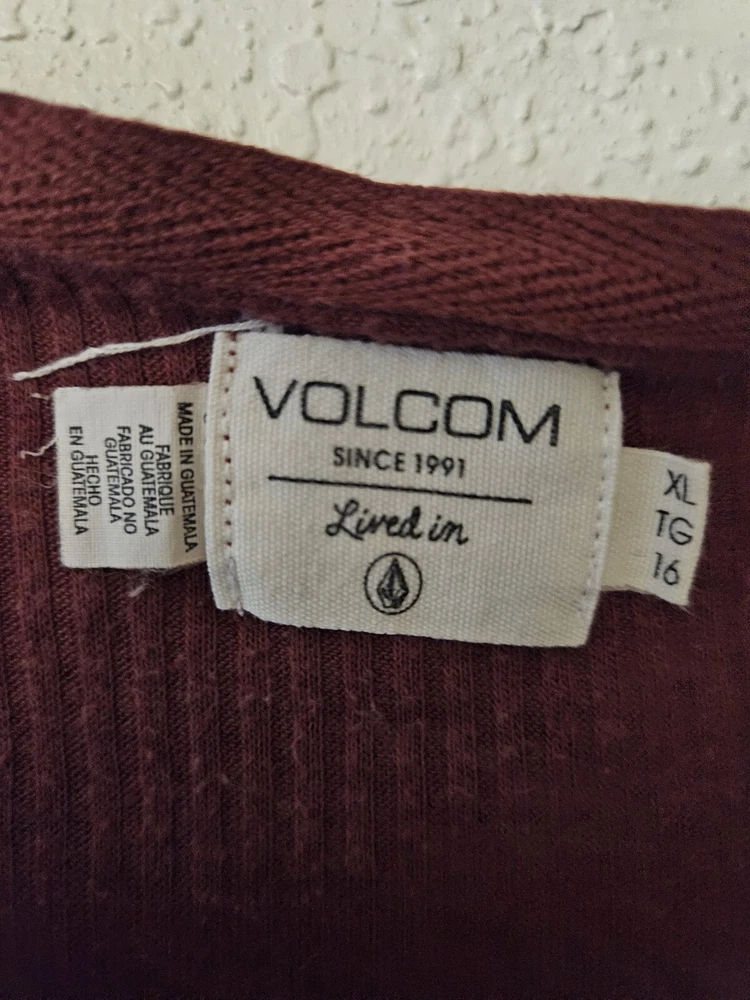 VOLCOM
SINCE 1991
Lived in
XL
TG
16
MADE IN GUATEMALA
FABRIQUE
AU GUATEMALA
FABRICADO NO
GUATEMALA
HECHO
EN GUATEMALA